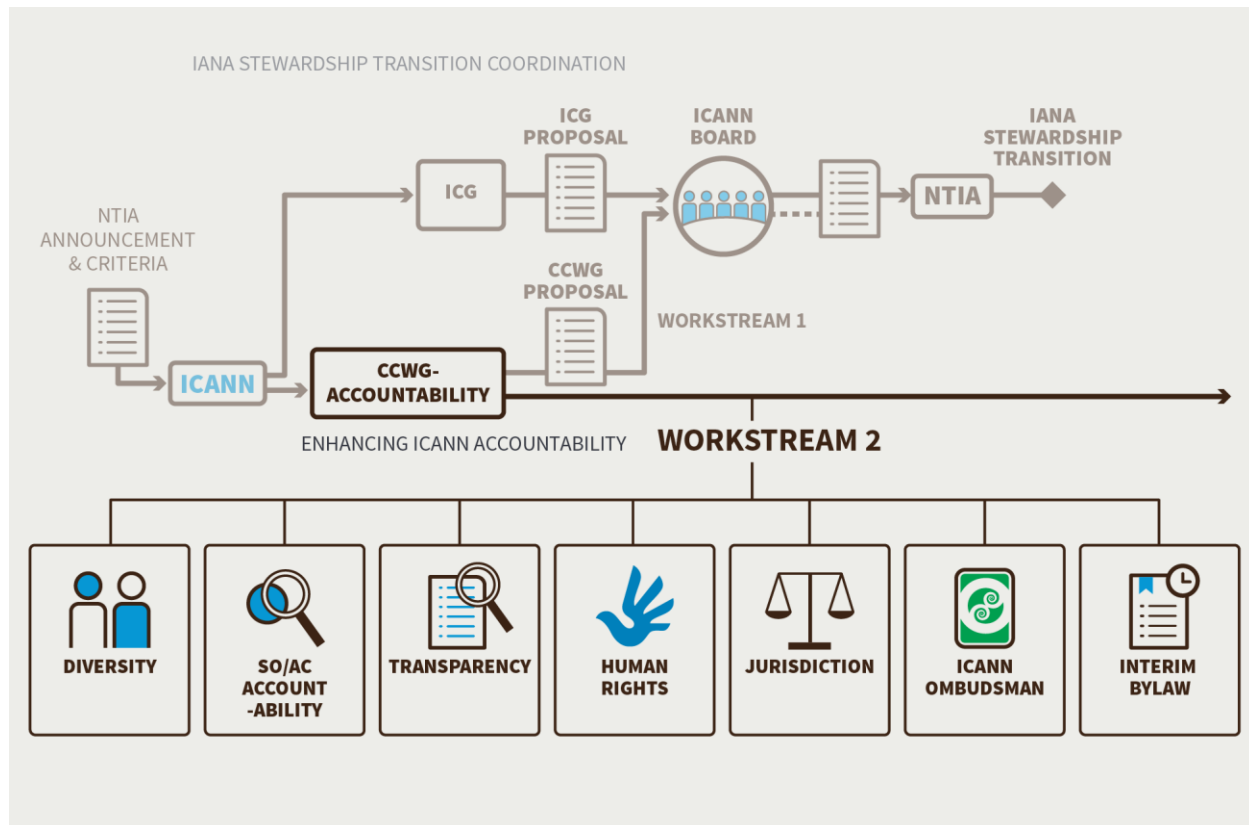 IANA STEWARDSHIP TRANSITION COORDINATION
ICG
PROPOSAL
ICANN
BOARD
IANA
STEWARDSHIP
TRANSITION
ICG
NTIA
NTIA
ANNOUNCEMENT
& CRITERIA
CCWG
PROPOSAL
WORKSTREAM 1
ICANN
CCWG-
ACCOUNTABILITY
ENHANCING ICANN ACCOUNTABILITY
WORKSTREAM 2
DIVERSITY
SO/AC
ACCOUNT
-ABILITY
TRANSPARENCY
HUMAN
RIGHTS
JURISDICTION
ICANN
OMBUDSMAN
INTERIM
BYLAW